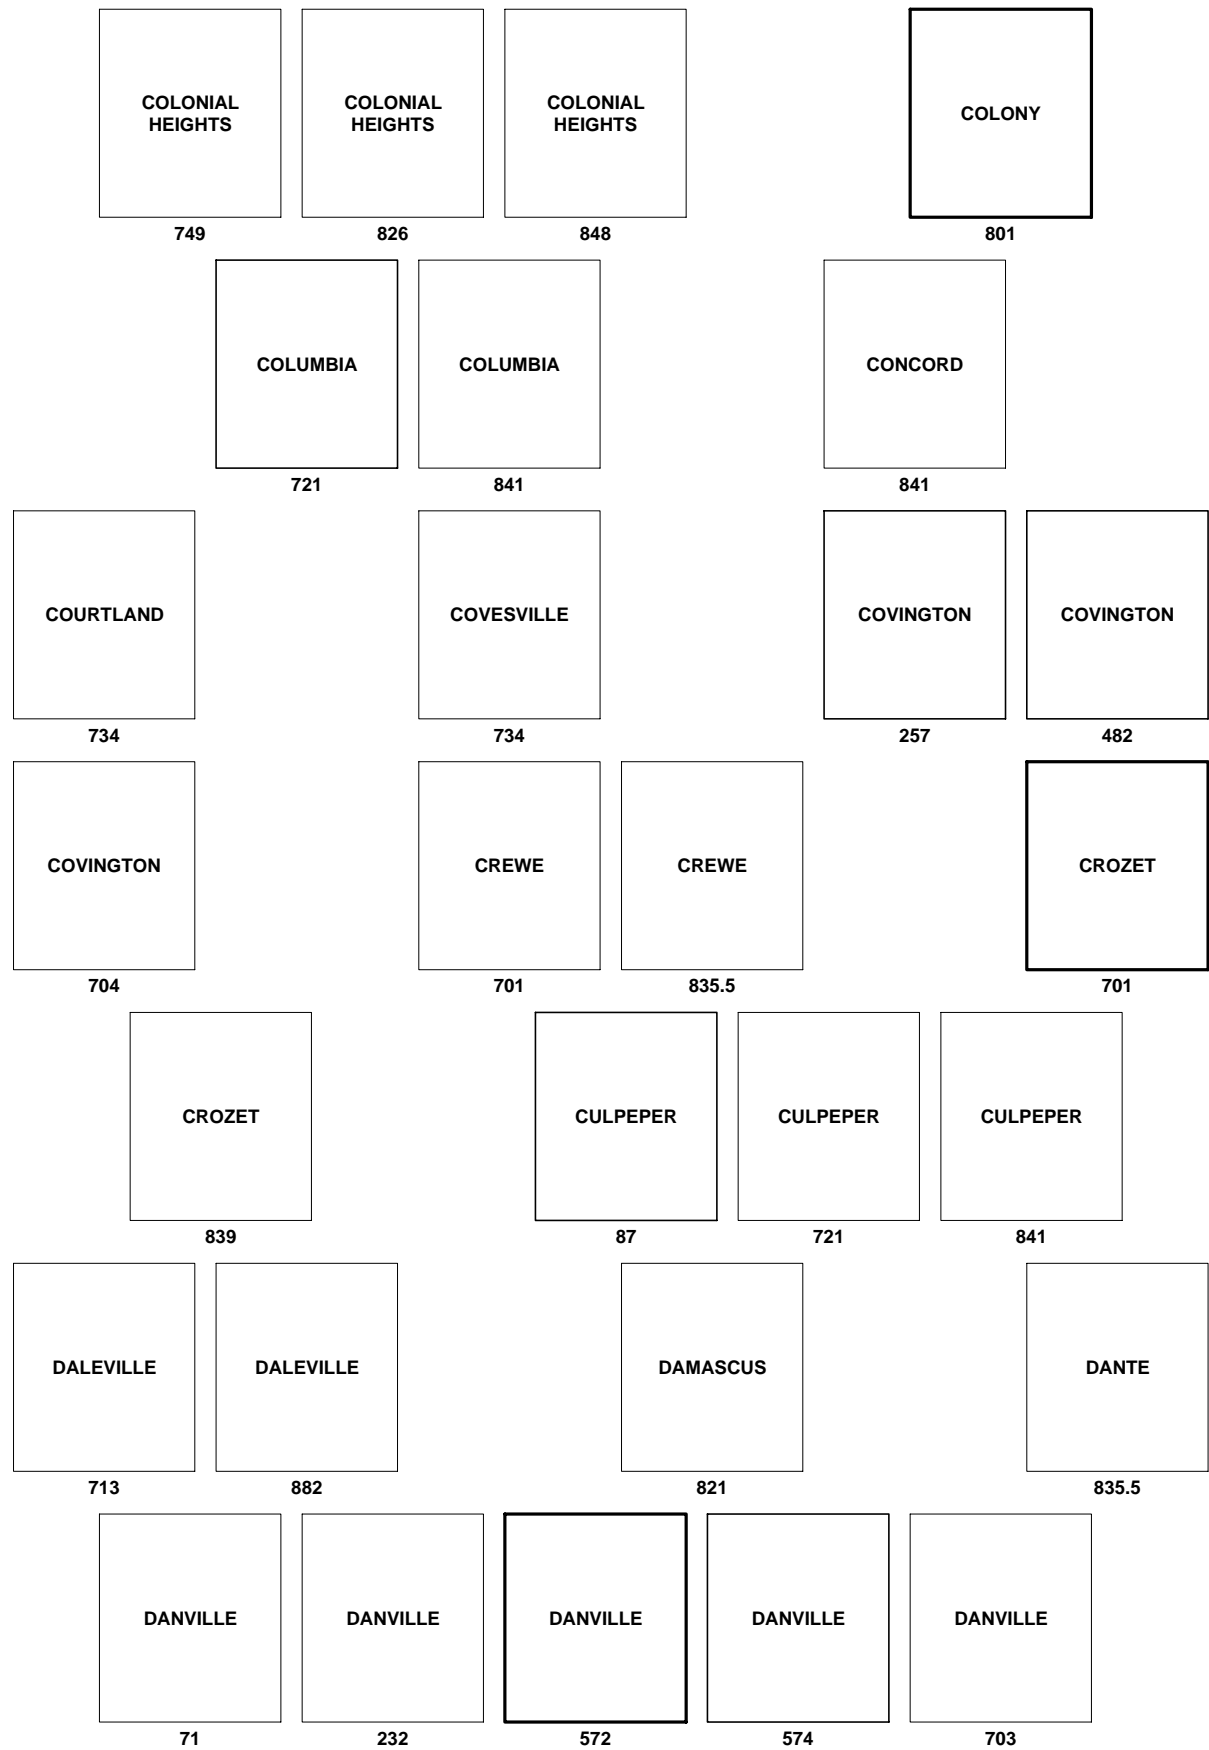 COLONIAL
HEIGHTS
COLONIAL
HEIGHTS
COLONIAL
HEIGHTS
COLONY
749
826
848
801
COLUMBIA
COLUMBIA
CONCORD
721
841
841
COURTLAND
COVESVILLE
COVINGTON
COVINGTON
734
734
257
482
COVINGTON
CREWE
CREWE
CROZET
704
701
835.5
701
CROZET
CULPEPER
CULPEPER
CULPEPER
839
87
721
841
DALEVILLE
DALEVILLE
DAMASCUS
DANTE
713
882
821
835.5
DANVILLE
DANVILLE
DANVILLE
DANVILLE
DANVILLE
71
232
572
574
703